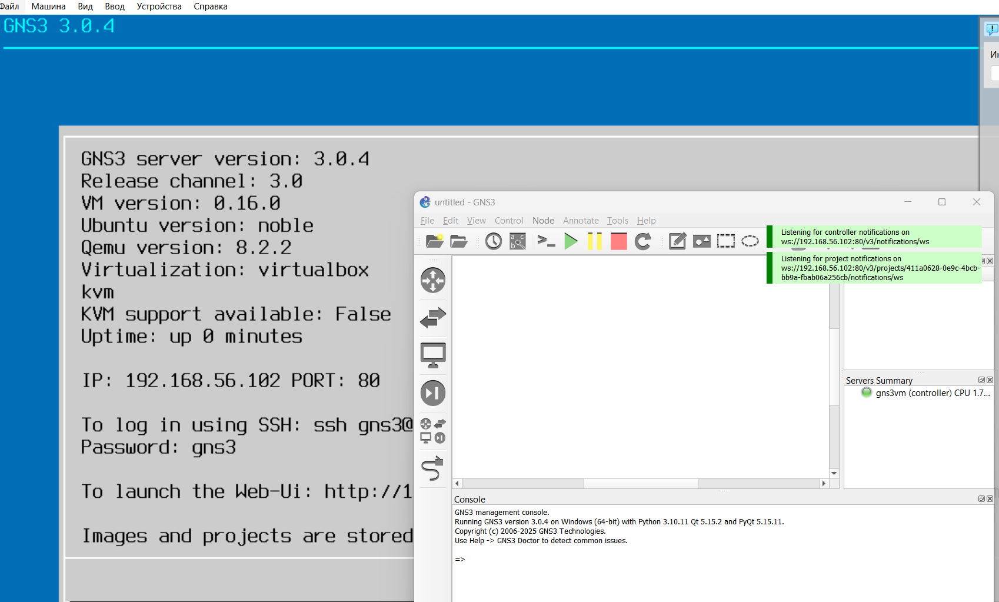 Файл Машина Вид Ввод Устройства Справка
GNS3 3.0.4
GNS3 server version: 3.0.4
Release channel: 3.0
VM version: 0.16.0
Ubuntu version: noble
Qemu version: 8.2.2
Virtualization: virtualbox
kvm
KVM support available: False
Uptime: up 0 minutes
IP: 192.168.56.102 PORT: 80
To log in using SSH: ssh gns3@
Password: gns3
To launch the Web-Ui: http://1
Images and projects are stored
untitled - GNS3
File Edit View Control Node Annotate Tools Help
Listening for controller notifications on
ws://192.168.56.102:80/v3/notifications/ws
Listening for project notifications on
ws://192.168.56.102:80/v3/projects/411a0628-0e9c-4bcb-
bb9a-fbab06a256cb/notifications/ws
Servers Summary
gns3vm (controller) CPU 1.7...
Console
GNS3 management console.
Running GNS3 version 3.0.4 on Windows (64-bit) with Python 3.10.11 Qt 5.15.2 and PyQt 5.15.11.
Copyright (c) 2006-2025 GNS3 Technologies.
Use Help -> GNS3 Doctor to detect common issues.
=>